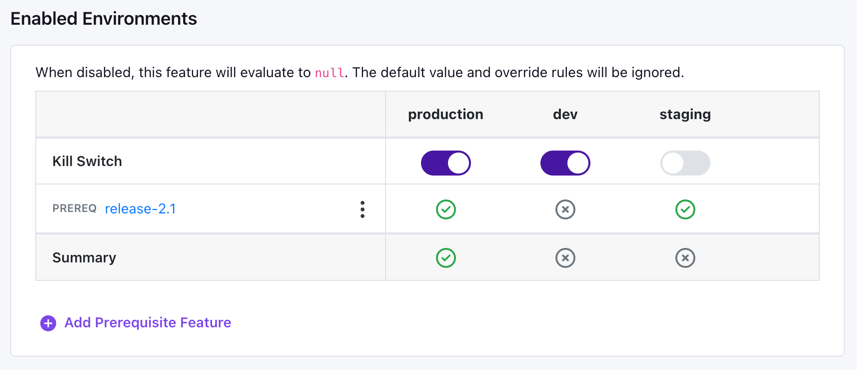 Enabled Environments
When disabled, this feature will evaluate to null. The default value and override rules will be ignored.
production dev staging
Kill Switch
PREREQ release-2.1
Summary
Add Prerequisite Feature